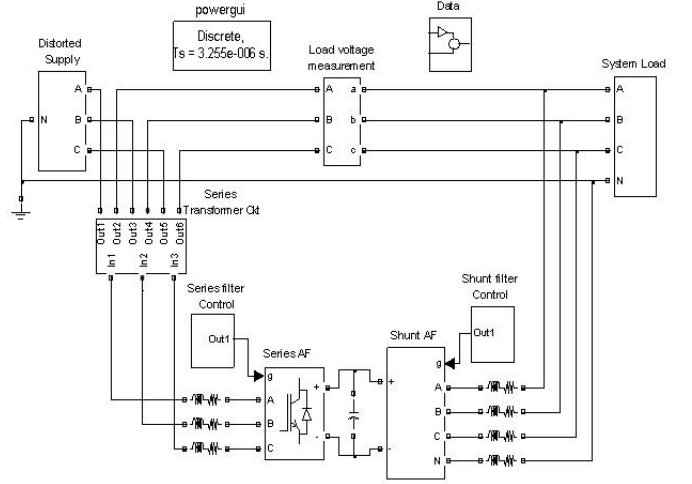 powergui
Discrete,
Ts = 3.255e-006 s.
Data
Distorted
Supply
A
N
B
C
Load voltage
measurement
A
a
B
b
C
c
System Load
A
B
C
N
Series
Transformer Ckt
Out1
Out2
Out3
Out4
Out5
Out6
In1
In2
In3
Series filter
Control
Out1
Series AF
g
A
B
C
+
-
Shunt filter
Control
Out1
Shunt AF
g
+
-
A
B
C
N